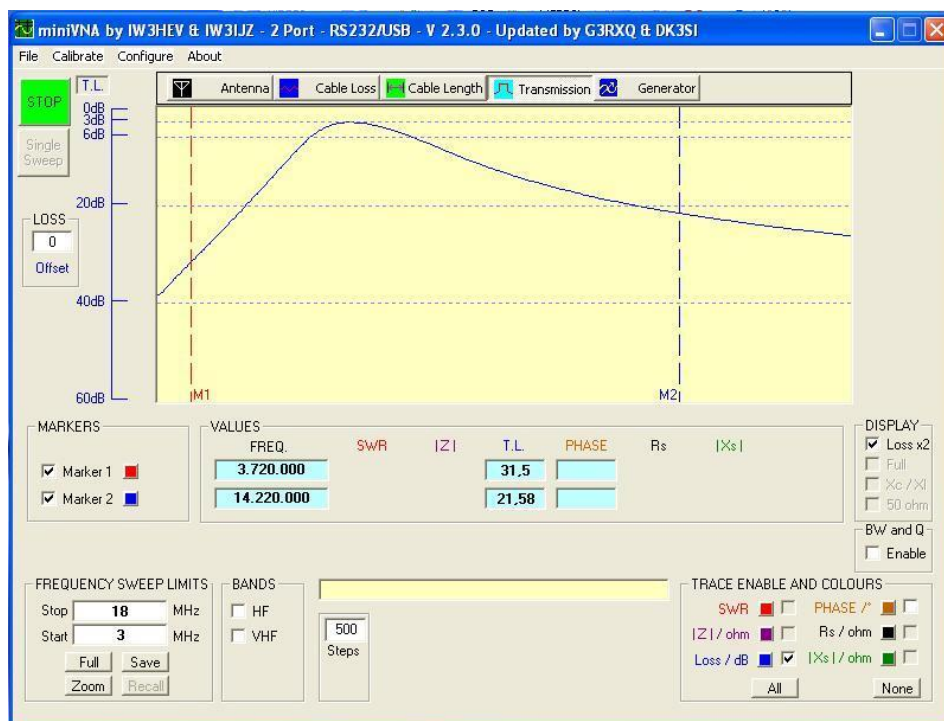 miniVNA by IW3HEV & IW3IJZ - 2 Port - RS232/USB - V 2.3.0 - Updated by G3RXQ & DK3SI
File Calibrate Configure About
STOP
T.L.
Antenna Cable Loss Cable Length Transmission Generator
0dB
3dB
6dB
Single
Sweep
20dB
LOSS
0
Offset
40dB
60dB
M1 M2
MARKERS
Marker 1
Marker 2
VALUES
FREQ. SWR |Z| T.L. PHASE Rs |Xs|
3.720.000 31,5
14.220.000 21,58
DISPLAY
Loss x2
Full
Xc / Xl
50 ohm
BW and Q
Enable
FREQUENCY SWEEP LIMITS
Stop 18 MHz
Start 3 MHz
Full Save
Zoom Recall
BANDS
HF
VHF
500
Steps
TRACE ENABLE AND COLOURS
SWR PHASE /°
|Z| / ohm Rs / ohm
Loss / dB |Xs| / ohm
All None